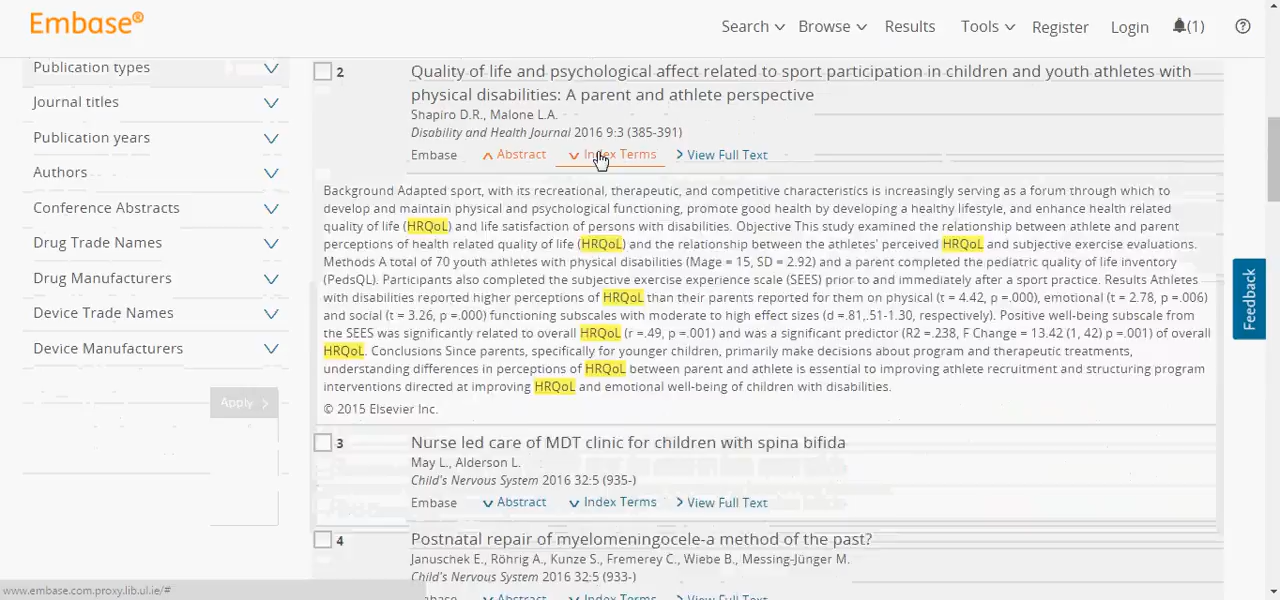 Embase®
Search Browse Results Tools Register Login (1)
Publication types
Journal titles
Publication years
Authors
Conference Abstracts
Drug Trade Names
Drug Manufacturers
Device Trade Names
Device Manufacturers
Apply
2
Quality of life and psychological affect related to sport participation in children and youth athletes with
physical disabilities: A parent and athlete perspective
Shapiro D.R., Malone L.A.
Disability and Health Journal 2016 9:3 (385-391)
Embase Abstract Index Terms View Full Text
Background Adapted sport, with its recreational, therapeutic, and competitive characteristics is increasingly serving as a forum through which to
develop and maintain physical and psychological functioning, promote good health by developing a healthy lifestyle, and enhance health related
quality of life (HRQoL) and life satisfaction of persons with disabilities. Objective This study examined the relationship between athlete and parent
perceptions of health related quality of life (HRQoL) and the relationship between the athletes' perceived HRQoL and subjective exercise evaluations.
Methods A total of 70 youth athletes with physical disabilities (Mage = 15, SD = 2.92) and a parent completed the pediatric quality of life inventory
(PedsQL). Participants also completed the subjective exercise experience scale (SEES) prior to and immediately after a sport practice. Results Athletes
with disabilities reported higher perceptions of HRQoL than their parents reported for them on physical (t = 4.42, p =.000), emotional (t = 2.78, p =.006)
and social (t = 3.26, p =.000) functioning subscales with moderate to high effect sizes (d =.81,.51-1.30, respectively). Positive well-being subscale from
the SEES was significantly related to overall HRQoL (r =.49, p =.001) and was a significant predictor (R2 =.238, F Change = 13.42 (1, 42) p =.001) of overall
HRQoL. Conclusions Since parents, specifically for younger children, primarily make decisions about program and therapeutic treatments,
understanding differences in perceptions of HRQoL between parent and athlete is essential to improving athlete recruitment and structuring program
interventions directed at improving HRQoL and emotional well-being of children with disabilities.
© 2015 Elsevier Inc.
3
Nurse led care of MDT clinic for children with spina bifida
May L., Alderson L.
Child's Nervous System 2016 32:5 (935-)
Embase Abstract Index Terms View Full Text
4
Postnatal repair of myelomeningocele-a method of the past?
Januschek E., Röhrig A., Kunze S., Fremerey C., Wiebe B., Messing-Jünger M.
Child's Nervous System 2016 32:5 (933-)
Embase Abstract Index Terms View Full Text
Feedback
www.embase.com.proxy.lib.ul.ie/#